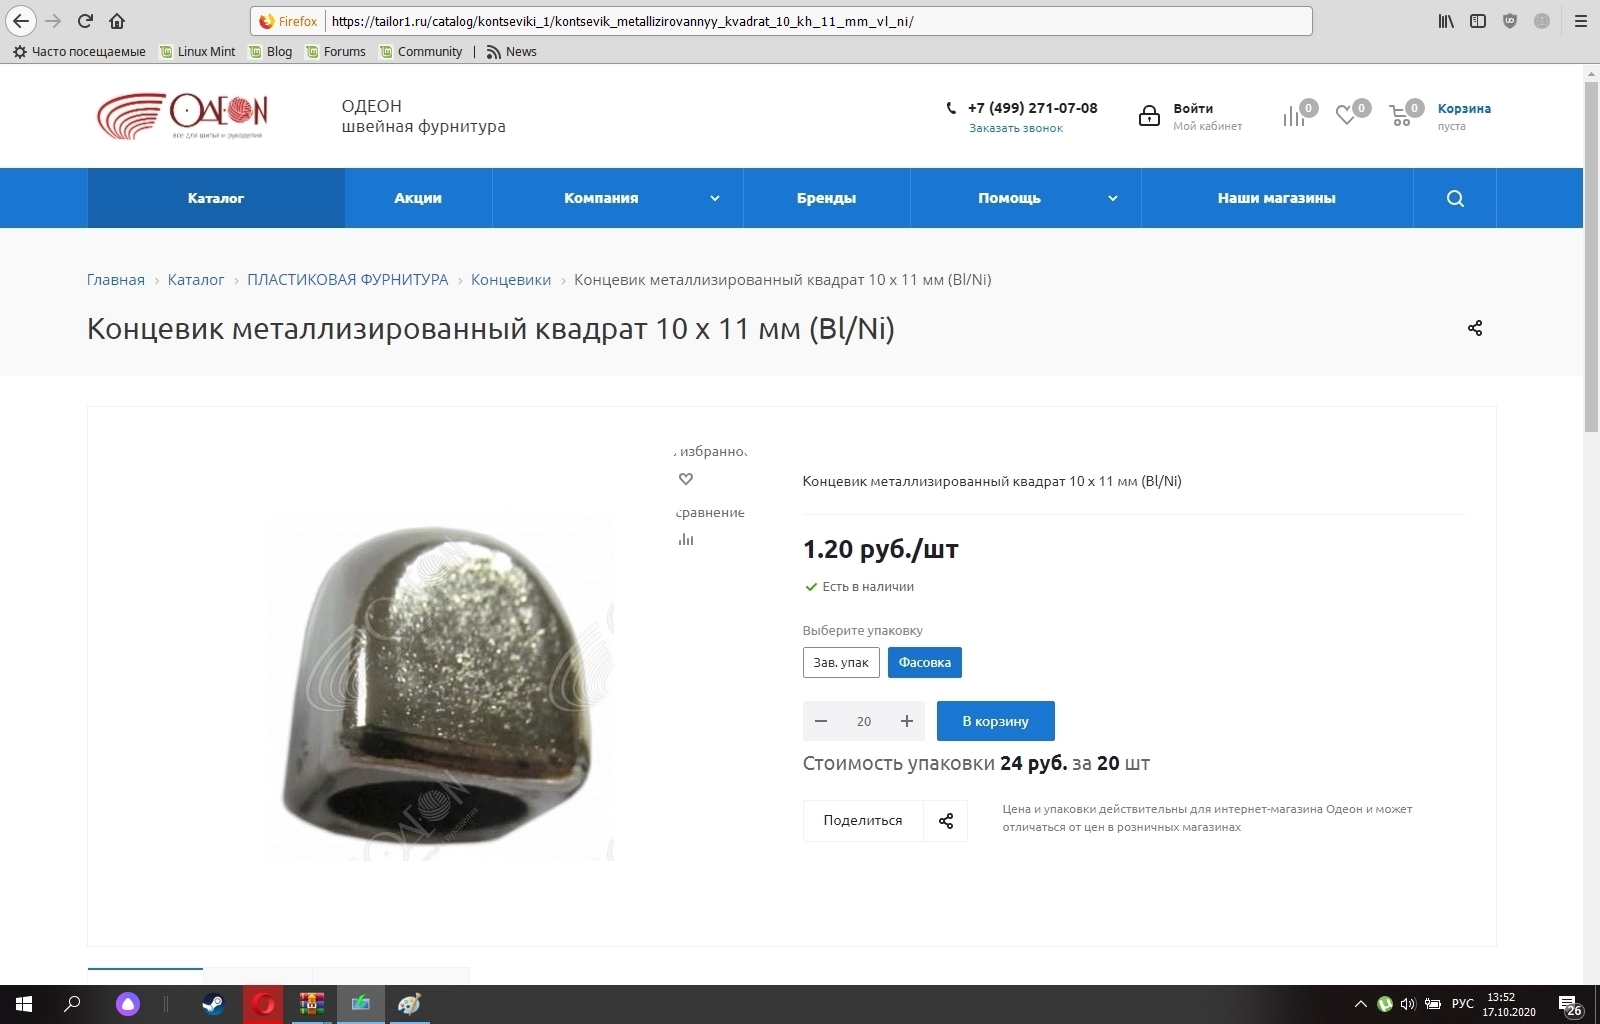 Firefox
https://tailor1.ru/catalog/kontseviki_1/kontsevik_metallizirovannyy_kvadrat_10_kh_11_mm_vl_ni/
Часто посещаемые
Linux Mint
Blog
Forums
Community
News
ОДЕОН
все для шитья и рукоделия
ОДЕОН
швейная фурнитура
+7 (499) 271-07-08
Заказать звонок
Войти
Мой кабинет
0
0
0
Корзина
пуста
Каталог
Акции
Компания
Бренды
Помощь
Наши магазины
Главная › Каталог › ПЛАСТИКОВАЯ ФУРНИТУРА › Концевики › Концевик металлизированный квадрат 10 х 11 мм (Bl/Ni)
Концевик металлизированный квадрат 10 х 11 мм (Bl/Ni)
избранно
сравнение
Концевик металлизированный квадрат 10 х 11 мм (Bl/Ni)
1.20 руб./шт
Есть в наличии
Выберите упаковку
Зав. упак
Фасовка
20
В корзину
Стоимость упаковки 24 руб. за 20 шт
Поделиться
Цена и упаковки действительны для интернет-магазина Одеон и может
отличаться от цен в розничных магазинах
ОДЕОН
ОДЕОН
РУС
13:52
17.10.2020
26